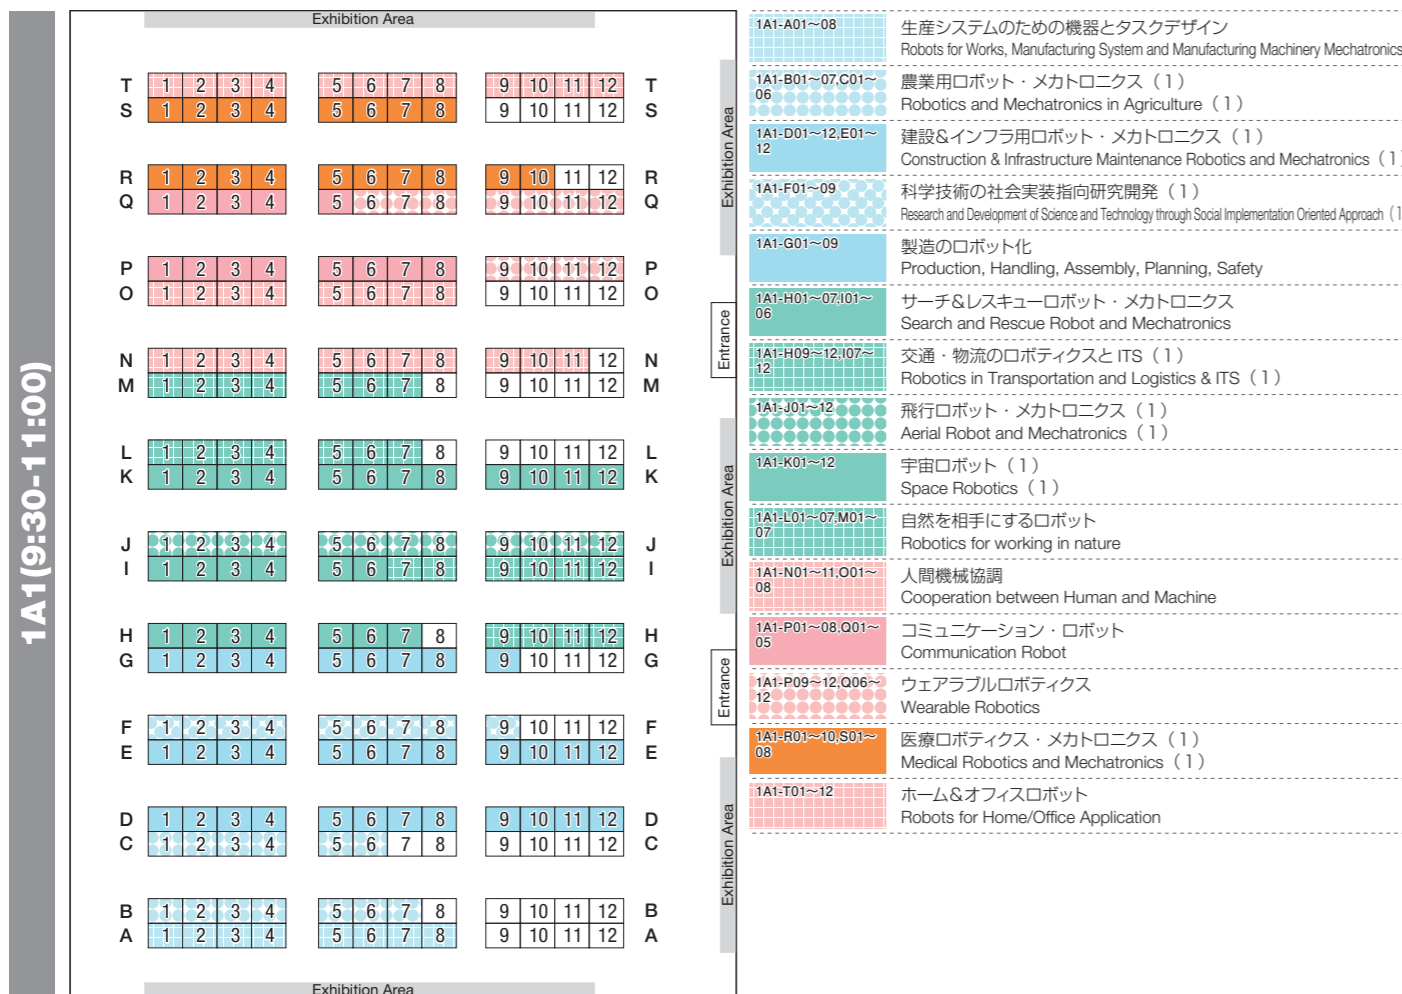 1A1(9:30-11:00)
Exhibition Area
T 1 2 3 4 5 6 7 8 9 10 11 12 T
S 1 2 3 4 5 6 7 8 9 10 11 12 S
R 1 2 3 4 5 6 7 8 9 10 11 12 R
Q 1 2 3 4 5 6 7 8 9 10 11 12 Q
P 1 2 3 4 5 6 7 8 9 10 11 12 P
O 1 2 3 4 5 6 7 8 9 10 11 12 O
N 1 2 3 4 5 6 7 8 9 10 11 12 N
M 1 2 3 4 5 6 7 8 9 10 11 12 M
L 1 2 3 4 5 6 7 8 9 10 11 12 L
K 1 2 3 4 5 6 7 8 9 10 11 12 K
J 1 2 3 4 5 6 7 8 9 10 11 12 J
I 1 2 3 4 5 6 7 8 9 10 11 12 I
H 1 2 3 4 5 6 7 8 9 10 11 12 H
G 1 2 3 4 5 6 7 8 9 10 11 12 G
F 1 2 3 4 5 6 7 8 9 10 11 12 F
E 1 2 3 4 5 6 7 8 9 10 11 12 E
D 1 2 3 4 5 6 7 8 9 10 11 12 D
C 1 2 3 4 5 6 7 8 9 10 11 12 C
B 1 2 3 4 5 6 7 8 9 10 11 12 B
A 1 2 3 4 5 6 7 8 9 10 11 12 A
Exhibition Area
Exhibition Area
Entrance
Exhibition Area
Entrance
Exhibition Area
1A1-A01～08
生産システムのための機器とタスクデザイン
Robots for Works, Manufacturing System and Manufacturing Machinery Mechatronics
1A1-B01～07,C01～
06
農業用ロボット・メカトロニクス（1）
Robotics and Mechatronics in Agriculture（1）
1A1-D01～12,E01～
12
建設&インフラ用ロボット・メカトロニクス（1）
Construction & Infrastructure Maintenance Robotics and Mechatronics（1）
1A1-F01～09
科学技術の社会実装指向研究開発（1）
Research and Development of Science and Technology through Social Implementation Oriented Approach（1
1A1-G01～09
製造のロボット化
Production, Handling, Assembly, Planning, Safety
1A1-H01～07,I01～
06
サーチ&レスキューロボット・メカトロニクス
Search and Rescue Robot and Mechatronics
1A1-H09～12,I07～
12
交通・物流のロボティクスとITS（1）
Robotics in Transportation and Logistics & ITS（1）
1A1-J01～12
飛行ロボット・メカトロニクス（1）
Aerial Robot and Mechatronics（1）
1A1-K01～12
宇宙ロボット（1）
Space Robotics（1）
1A1-L01～07,M01～
07
自然を相手にするロボット
Robotics for working in nature
1A1-N01～11,O01～
08
人間機械協調
Cooperation between Human and Machine
1A1-P01～08,Q01～
05
コミュニケーション・ロボット
Communication Robot
1A1-P09～12,Q06～
12
ウェアラブルロボティクス
Wearable Robotics
1A1-R01～10,S01～
08
医療ロボティクス・メカトロニクス（1）
Medical Robotics and Mechatronics（1）
1A1-T01～12
ホーム&オフィスロボット
Robots for Home/Office Application